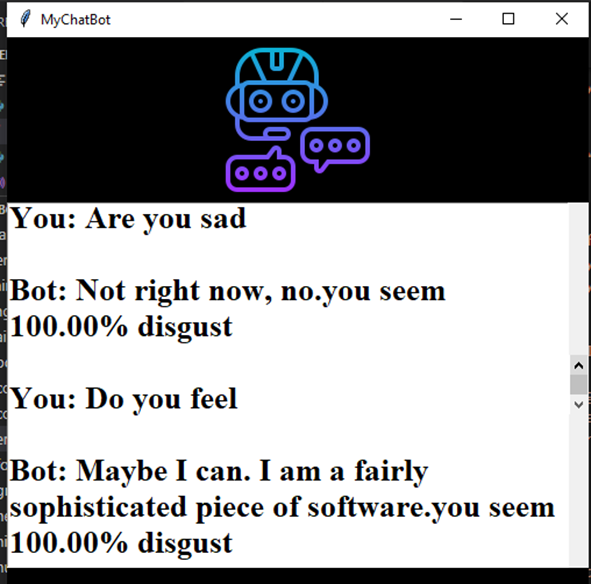 MyChatBot
You: Are you sad
Bot: Not right now, no.you seem
100.00% disgust
You: Do you feel
Bot: Maybe I can. I am a fairly
sophisticated piece of software.you seem
100.00% disgust